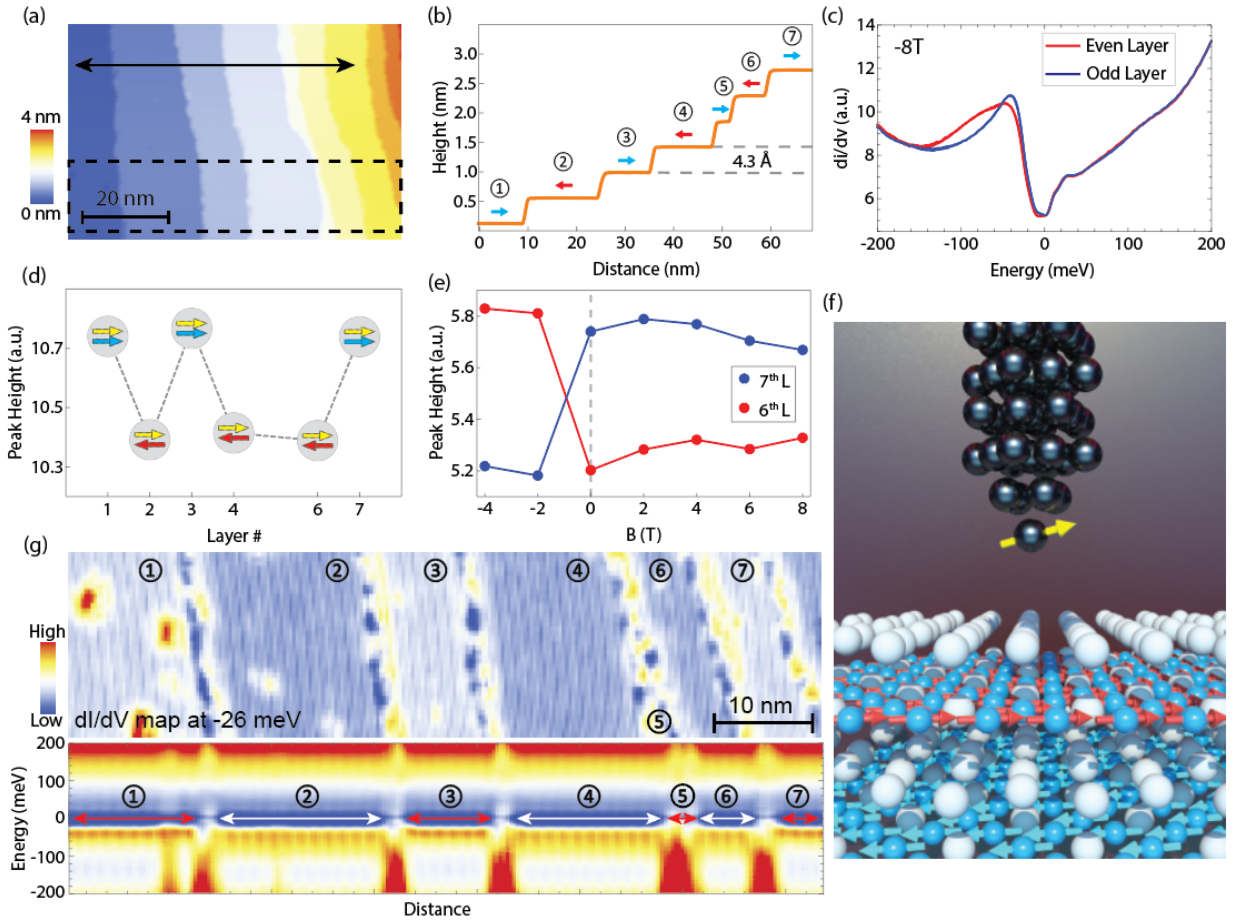 (a)
4 nm
0 nm
20 nm
(b)
Height (nm)
3.0
2.5
2.0
1.5
1.0
0.5
① ② ③ ④ ⑤ ⑥ ⑦
4.3 Å
0 10 20 30 40 50 60
Distance (nm)
(c)
-8T
Even Layer
Odd Layer
di/dv (a.u.)
12
10
8
6
-200 -100 0 100 200
Energy (meV)
(d)
Peak Height (a.u.)
10.7
10.5
10.3
1 2 3 4 6 7
Layer #
(e)
Peak Height (a.u.)
5.8
5.6
5.4
5.2
7th L
6th L
-4 -2 0 2 4 6 8
B (T)
(f)
(g)
High
Low
① ② ③ ④ ⑥ ⑦
⑤
dI/dV map at -26 meV
10 nm
Energy (meV)
200
100
0
-100
-200
① ② ③ ④ ⑤ ⑥ ⑦
Distance